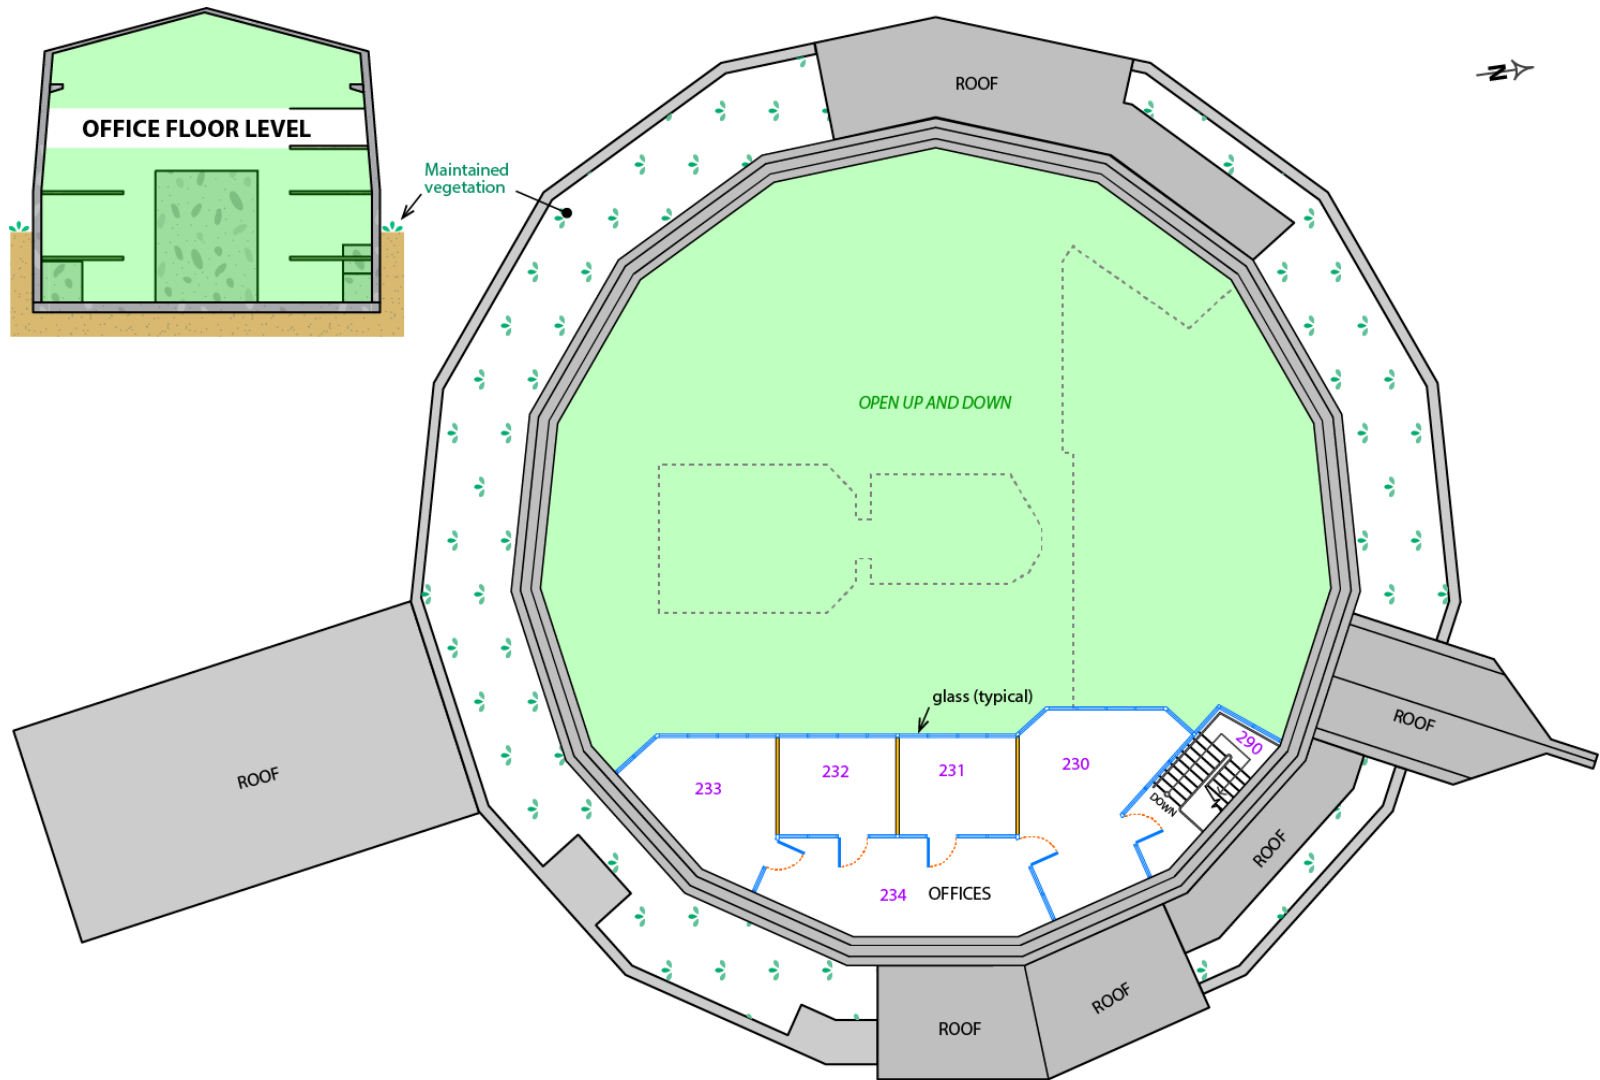 OFFICE FLOOR LEVEL
Maintained
vegetation
ROOF
N
OPEN UP AND DOWN
glass (typical)
290
ROOF
230
231
232
233
DOWN
ROOF
ROOF
234 OFFICES
ROOF
ROOF